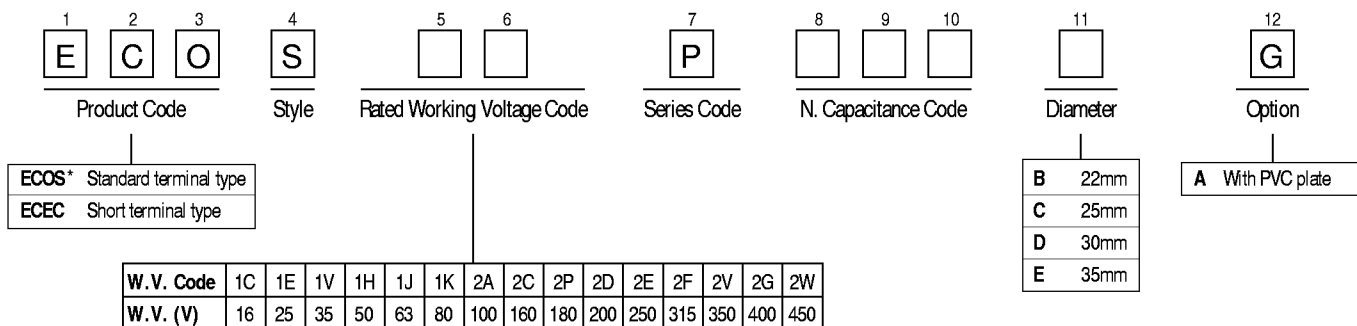 1 2 3 4 5 6 7 8 9 10 11 12
E C O S P G
Product Code Style Rated Working Voltage Code Series Code N. Capacitance Code Diameter Option
ECOS* Standard terminal type
ECEC Short terminal type
B 22mm
C 25mm
D 30mm
E 35mm
A With PVC plate
W.V. Code 1C 1E 1V 1H 1J 1K 2A 2C 2P 2D 2E 2F 2V 2G 2W
W.V. (V) 16 25 35 50 63 80 100 160 180 200 250 315 350 400 450